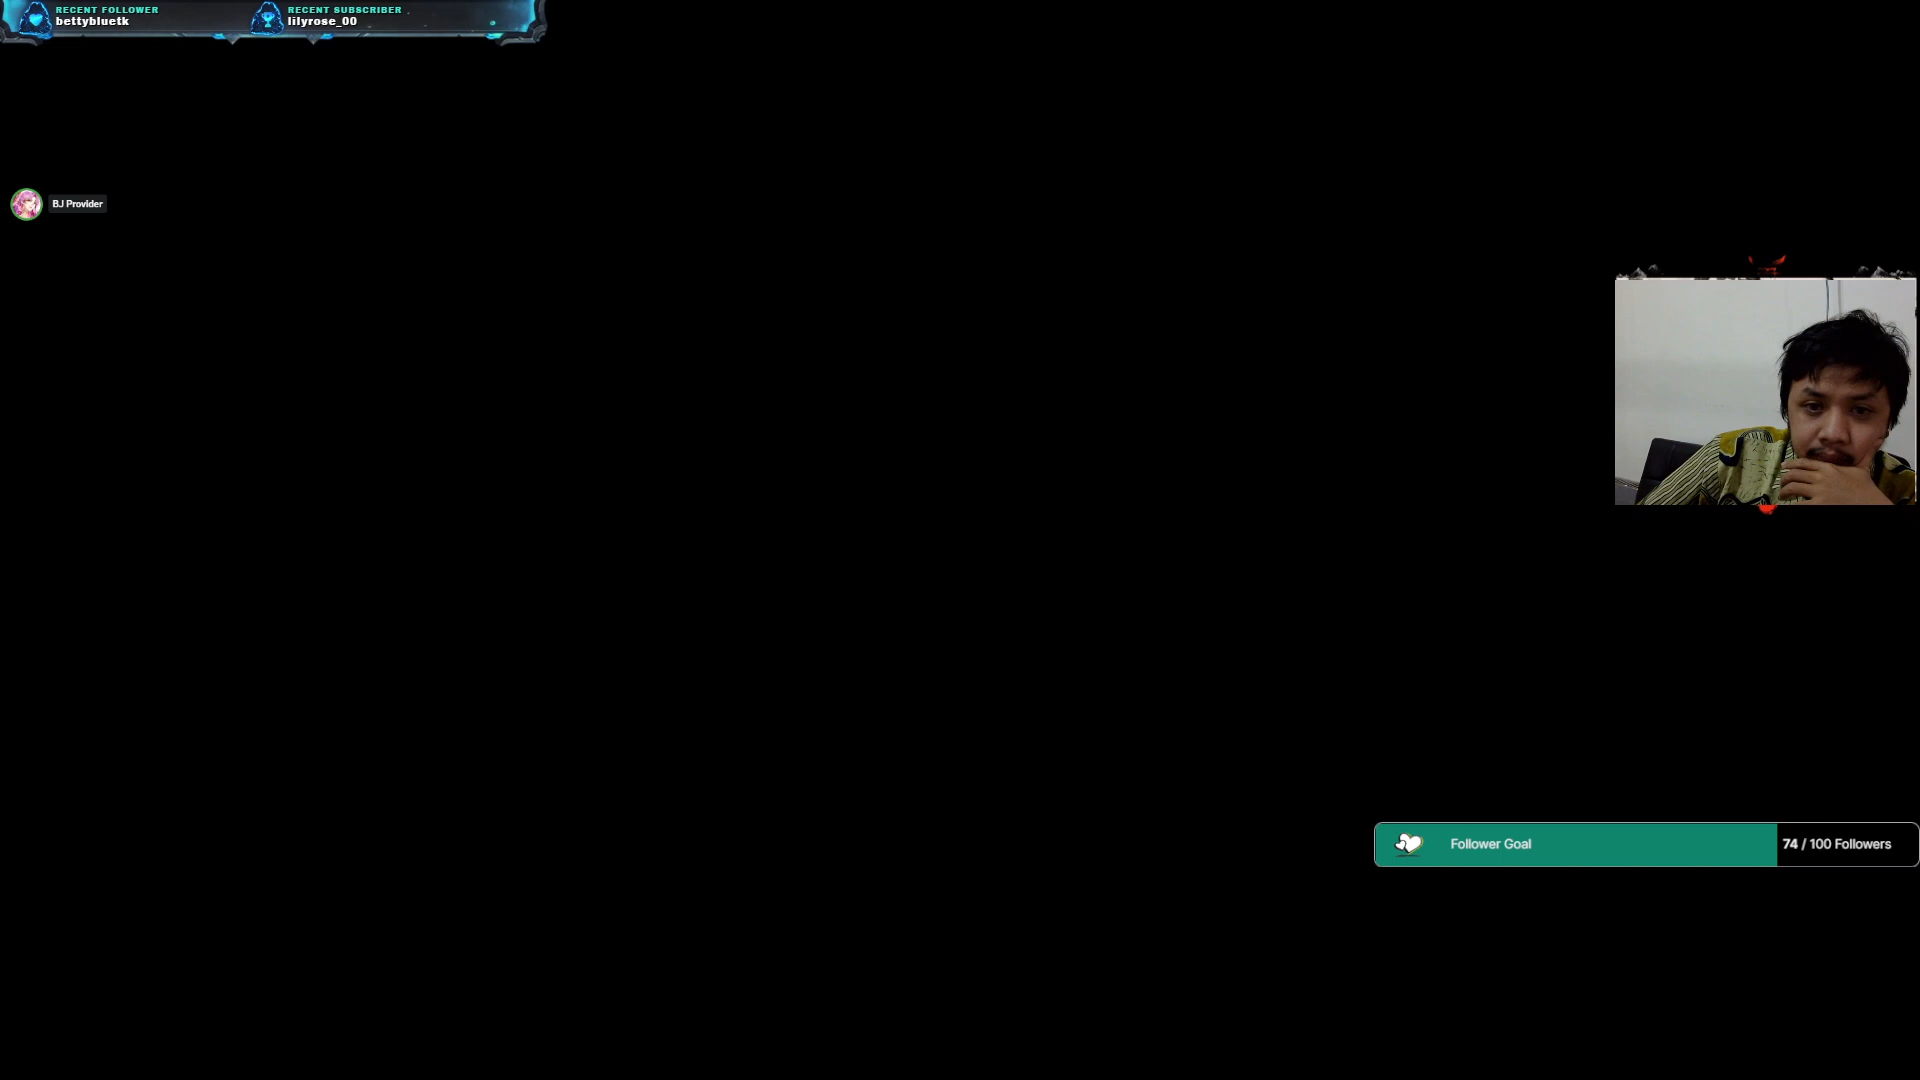 RECENT FOLLOWER
bettybluetk
RECENT SUBSCRIBER
lilyrose_00
BJ Provider
Follower Goal
74 / 100 Followers